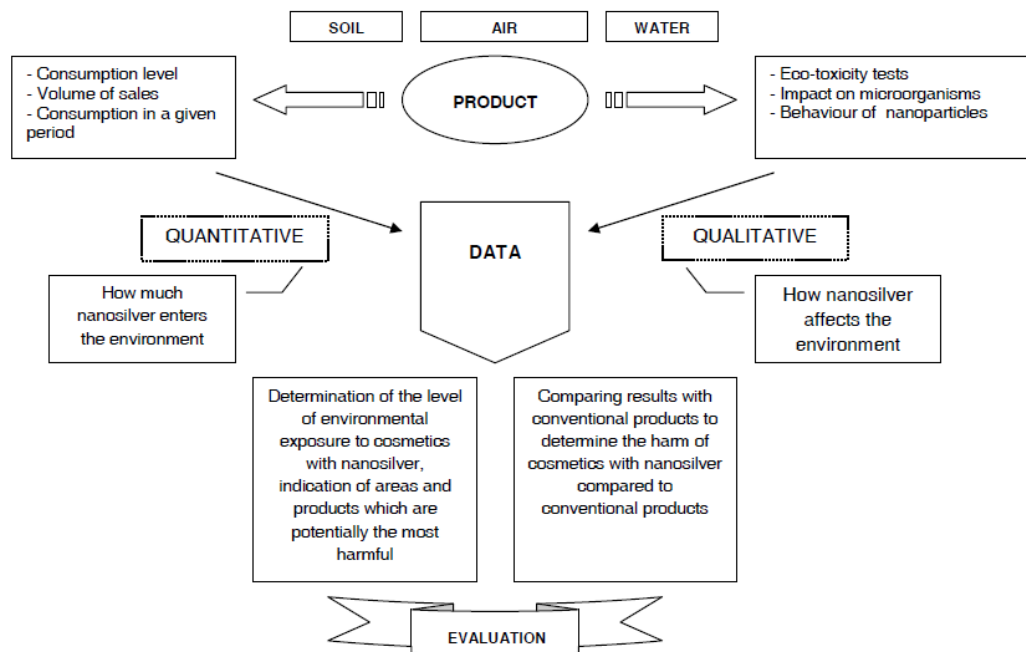 SOIL
AIR
WATER
- Consumption level
- Volume of sales
- Consumption in a given
period
PRODUCT
- Eco-toxicity tests
- Impact on microorganisms
- Behaviour of nanoparticles
QUANTITATIVE
DATA
QUALITATIVE
How much
nanosilver enters
the environment
How nanosilver
affects the
environment
Determination of the level
of environmental
exposure to cosmetics
with nanosilver,
indication of areas and
products which are
potentially the most
harmful
Comparing results with
conventional products to
determine the harm of
cosmetics with nanosilver
compared to
conventional products
EVALUATION